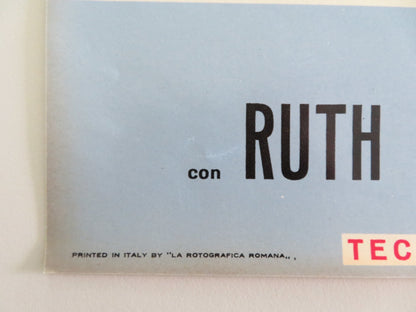 con RUTH
TEC
PRINTED IN ITALY BY "LA ROTOGRAFICA ROMANA„ .